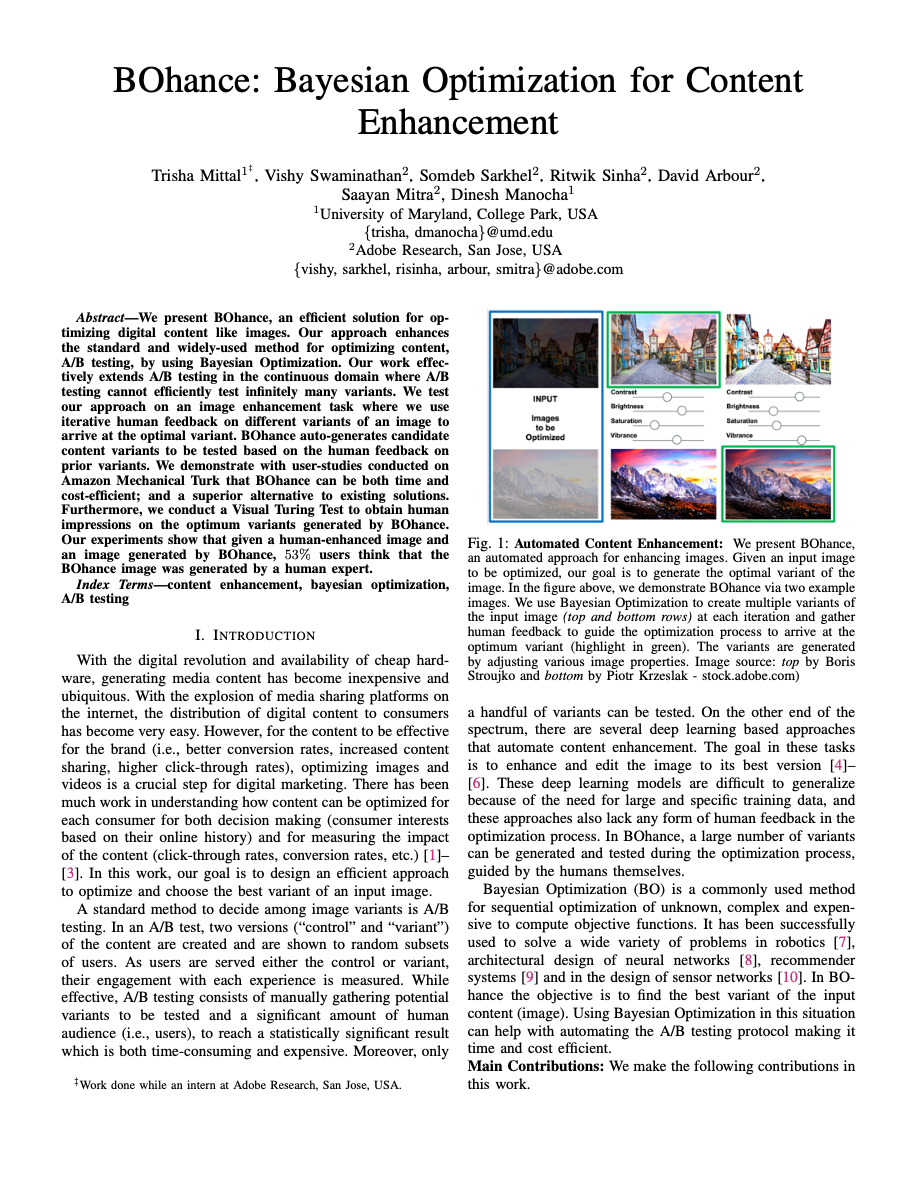 BOhance: Bayesian Optimization for Content
Enhancement
Trisha Mittal1‡, Vishy Swaminathan2, Somdeb Sarkhel2, Ritwik Sinha2, David Arbour2,
Saayan Mitra2, Dinesh Manocha1
1University of Maryland, College Park, USA
{trisha, dmanocha}@umd.edu
2Adobe Research, San Jose, USA
{vishy, sarkhel, risinha, arbour, smitra}@adobe.com
Abstract—We present BOhance, an efficient solution for op-
timizing digital content like images. Our approach enhances
the standard and widely-used method for optimizing content,
A/B testing, by using Bayesian Optimization. Our work effec-
tively extends A/B testing in the continuous domain where A/B
testing cannot efficiently test infinitely many variants. We test
our approach on an image enhancement task where we use
iterative human feedback on different variants of an image to
arrive at the optimal variant. BOhance auto-generates candidate
content variants to be tested based on the human feedback on
prior variants. We demonstrate with user-studies conducted on
Amazon Mechanical Turk that BOhance can be both time and
cost-efficient; and a superior alternative to existing solutions.
Furthermore, we conduct a Visual Turing Test to obtain human
impressions on the optimum variants generated by BOhance.
Our experiments show that given a human-enhanced image and
an image generated by BOhance, 53% users think that the
BOhance image was generated by a human expert.
Index Terms—content enhancement, bayesian optimization,
A/B testing
I. INTRODUCTION
With the digital revolution and availability of cheap hard-
ware, generating media content has become inexpensive and
ubiquitous. With the explosion of media sharing platforms on
the internet, the distribution of digital content to consumers
has become very easy. However, for the content to be effective
for the brand (i.e., better conversion rates, increased content
sharing, higher click-through rates), optimizing images and
videos is a crucial step for digital marketing. There has been
much work in understanding how content can be optimized for
each consumer for both decision making (consumer interests
based on their online history) and for measuring the impact
of the content (click-through rates, conversion rates, etc.) [1]–
[3]. In this work, our goal is to design an efficient approach
to optimize and choose the best variant of an input image.
A standard method to decide among image variants is A/B
testing. In an A/B test, two versions (“control” and “variant”)
of the content are created and are shown to random subsets
of users. As users are served either the control or variant,
their engagement with each experience is measured. While
effective, A/B testing consists of manually gathering potential
variants to be tested and a significant amount of human
audience (i.e., users), to reach a statistically significant result
which is both time-consuming and expensive. Moreover, only
‡Work done while an intern at Adobe Research, San Jose, USA.
INPUT
Images
to be
Optimized
Contrast
Brightness
Saturation
Vibrance
Contrast
Brightness
Saturation
Vibrance
Fig. 1: Automated Content Enhancement: We present BOhance,
an automated approach for enhancing images. Given an input image
to be optimized, our goal is to generate the optimal variant of the
image. In the figure above, we demonstrate BOhance via two example
images. We use Bayesian Optimization to create multiple variants of
the input image (top and bottom rows) at each iteration and gather
human feedback to guide the optimization process to arrive at the
optimum variant (highlight in green). The variants are generated
by adjusting various image properties. Image source: top by Boris
Stroujko and bottom by Piotr Krzeslak - stock.adobe.com)
a handful of variants can be tested. On the other end of the
spectrum, there are several deep learning based approaches
that automate content enhancement. The goal in these tasks
is to enhance and edit the image to its best version [4]–
[6]. These deep learning models are difficult to generalize
because of the need for large and specific training data, and
these approaches also lack any form of human feedback in the
optimization process. In BOhance, a large number of variants
can be generated and tested during the optimization process,
guided by the humans themselves.
Bayesian Optimization (BO) is a commonly used method
for sequential optimization of unknown, complex and expen-
sive to compute objective functions. It has been successfully
used to solve a wide variety of problems in robotics [7],
architectural design of neural networks [8], recommender
systems [9] and in the design of sensor networks [10]. In BO-
hance the objective is to find the best variant of the input
content (image). Using Bayesian Optimization in this situation
can help with automating the A/B testing protocol making it
time and cost efficient.
Main Contributions: We make the following contributions in
this work.